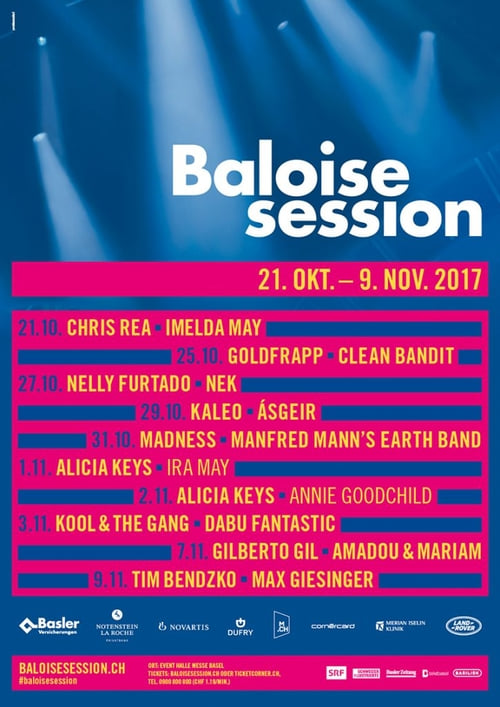 Baloise
session
21. OKT. – 9. NOV. 2017
21.10. CHRIS REA ▪ IMELDA MAY
25.10. GOLDFRAPP ▪ CLEAN BANDIT
27.10. NELLY FURTADO ▪ NEK
29.10. KALEO ▪ ÁSGEIR
31.10. MADNESS ▪ MANFRED MANN'S EARTH BAND
1.11. ALICIA KEYS ▪ IRA MAY
2.11. ALICIA KEYS ▪ ANNIE GOODCHILD
3.11. KOOL & THE GANG ▪ DABU FANTASTIC
7.11. GILBERTO GIL ▪ AMADOU & MARIAM
9.11. TIM BENDZKO ▪ MAX GIESINGER
Basler
Versicherungen
NOTENSTEIN
LA ROCHE
PRIVATBANK
NOVARTIS
DUFRY
M
CH
cornèrcard
MERIAN ISELIN
KLINIK
LAND-
ROVER
BALOISESESSION.CH
#baloisesession
ORT: EVENT HALLE MESSE BASEL
TICKETS: BALOISESESSION.CH ODER TICKETCORNER.CH,
TEL. 0900 800 800 (CHF 1.19/MIN.)
SRF
SCHWEIZER
ILLUSTRIERTE
Basler Zeitung
BASILISK